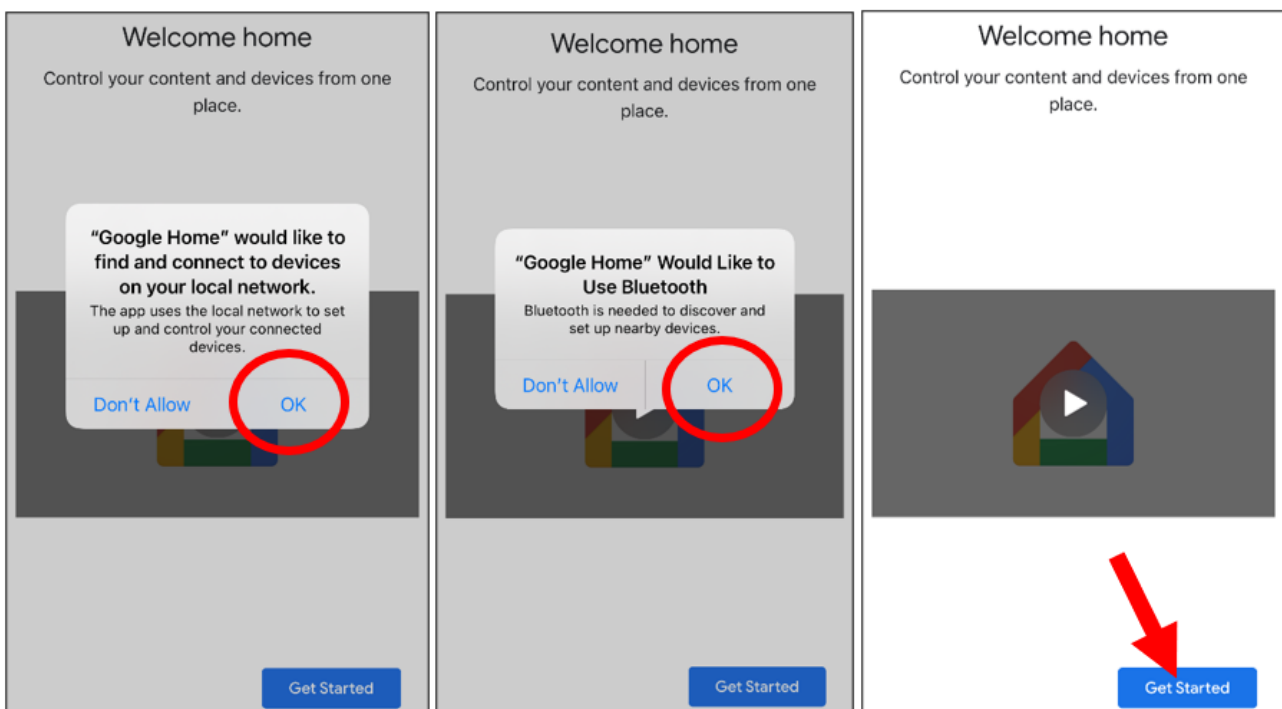 Welcome home
Control your content and devices from one
place.
“Google Home” would like to
find and connect to devices
on your local network.
The app uses the local network to set
up and control your connected
devices.
Don’t Allow
OK
Get Started
Welcome home
Control your content and devices from one
place.
“Google Home” Would Like to
Use Bluetooth
Bluetooth is needed to discover and
set up nearby devices.
Don’t Allow
OK
Get Started
Welcome home
Control your content and devices from one
place.
Get Started